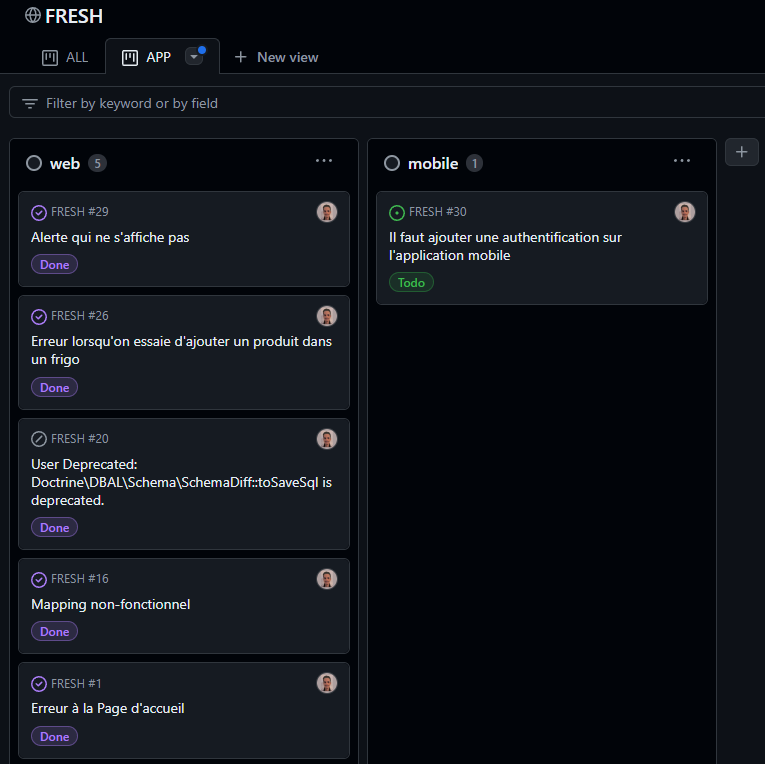 FRESH
ALL
APP
New view
Filter by keyword or by field
web 5
FRESH #29
Alerte qui ne s'affiche pas
Done
FRESH #26
Erreur lorsqu'on essaie d'ajouter un produit dans
un frigo
Done
FRESH #20
User Deprecated:
Doctrine\DBAL\Schema\SchemaDiff::toSaveSql is
deprecated.
Done
FRESH #16
Mapping non-fonctionnel
Done
FRESH #1
Erreur à la Page d'accueil
Done
mobile 1
FRESH #30
Il faut ajouter une authentification sur
l'application mobile
Todo